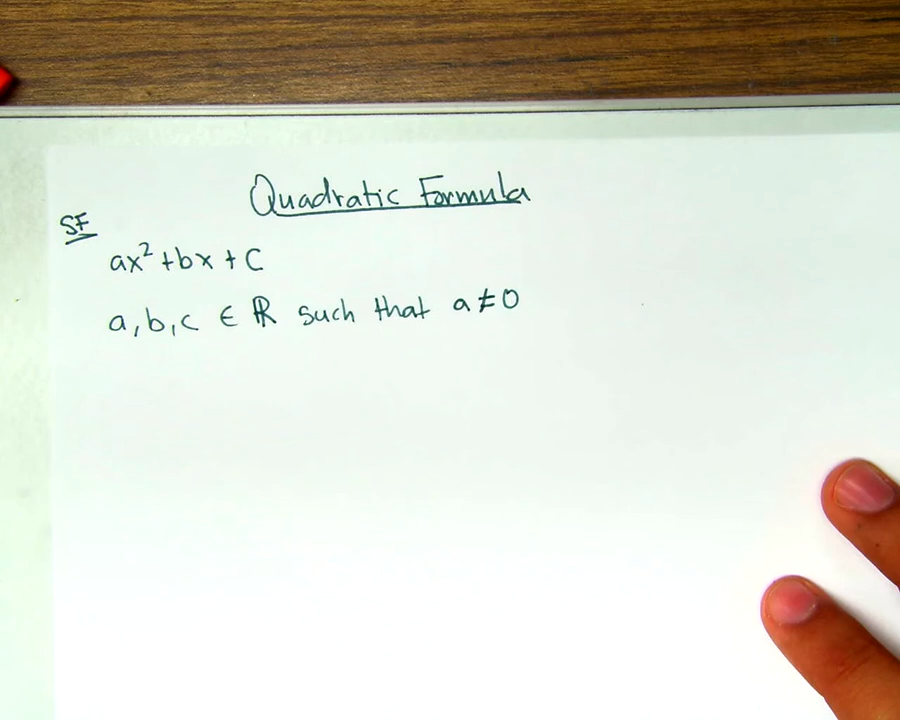 Quadratic Formula
SF
ax² + bx + C
a, b, c ∈ ℝ such that a ≠ 0